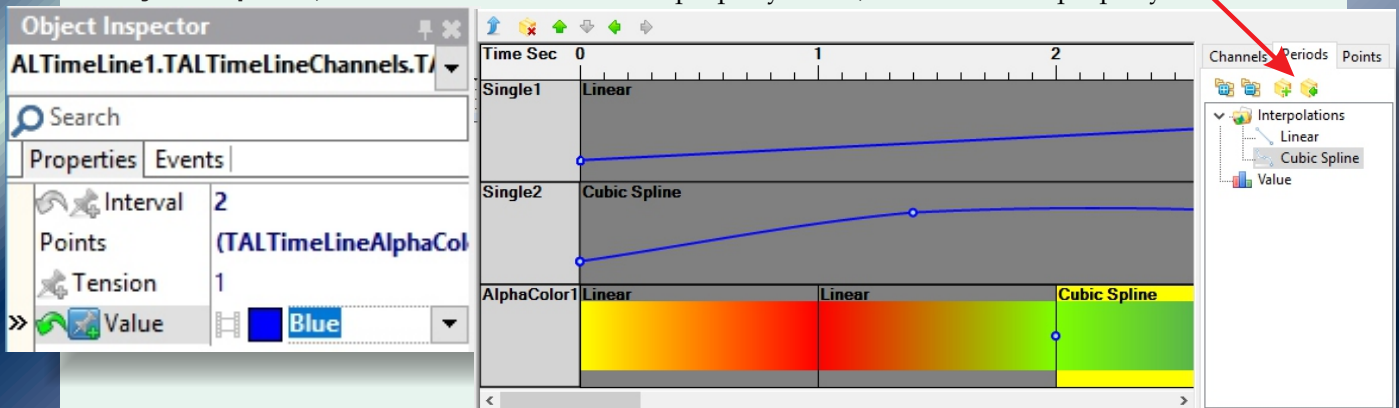 Object Inspector
ALTimeLine1.TALTimeLineChannels.TA
Search
Properties Events
Interval 2
Points (TALTimeLineAlphaCol
Tension 1
Value Blue
Time Sec 0 1 2
Single1 Linear
Single2 Cubic Spline
AlphaColor1 Linear Linear Cubic Spline
Channels Periods Points
Interpolations
Linear
Cubic Spline
Value